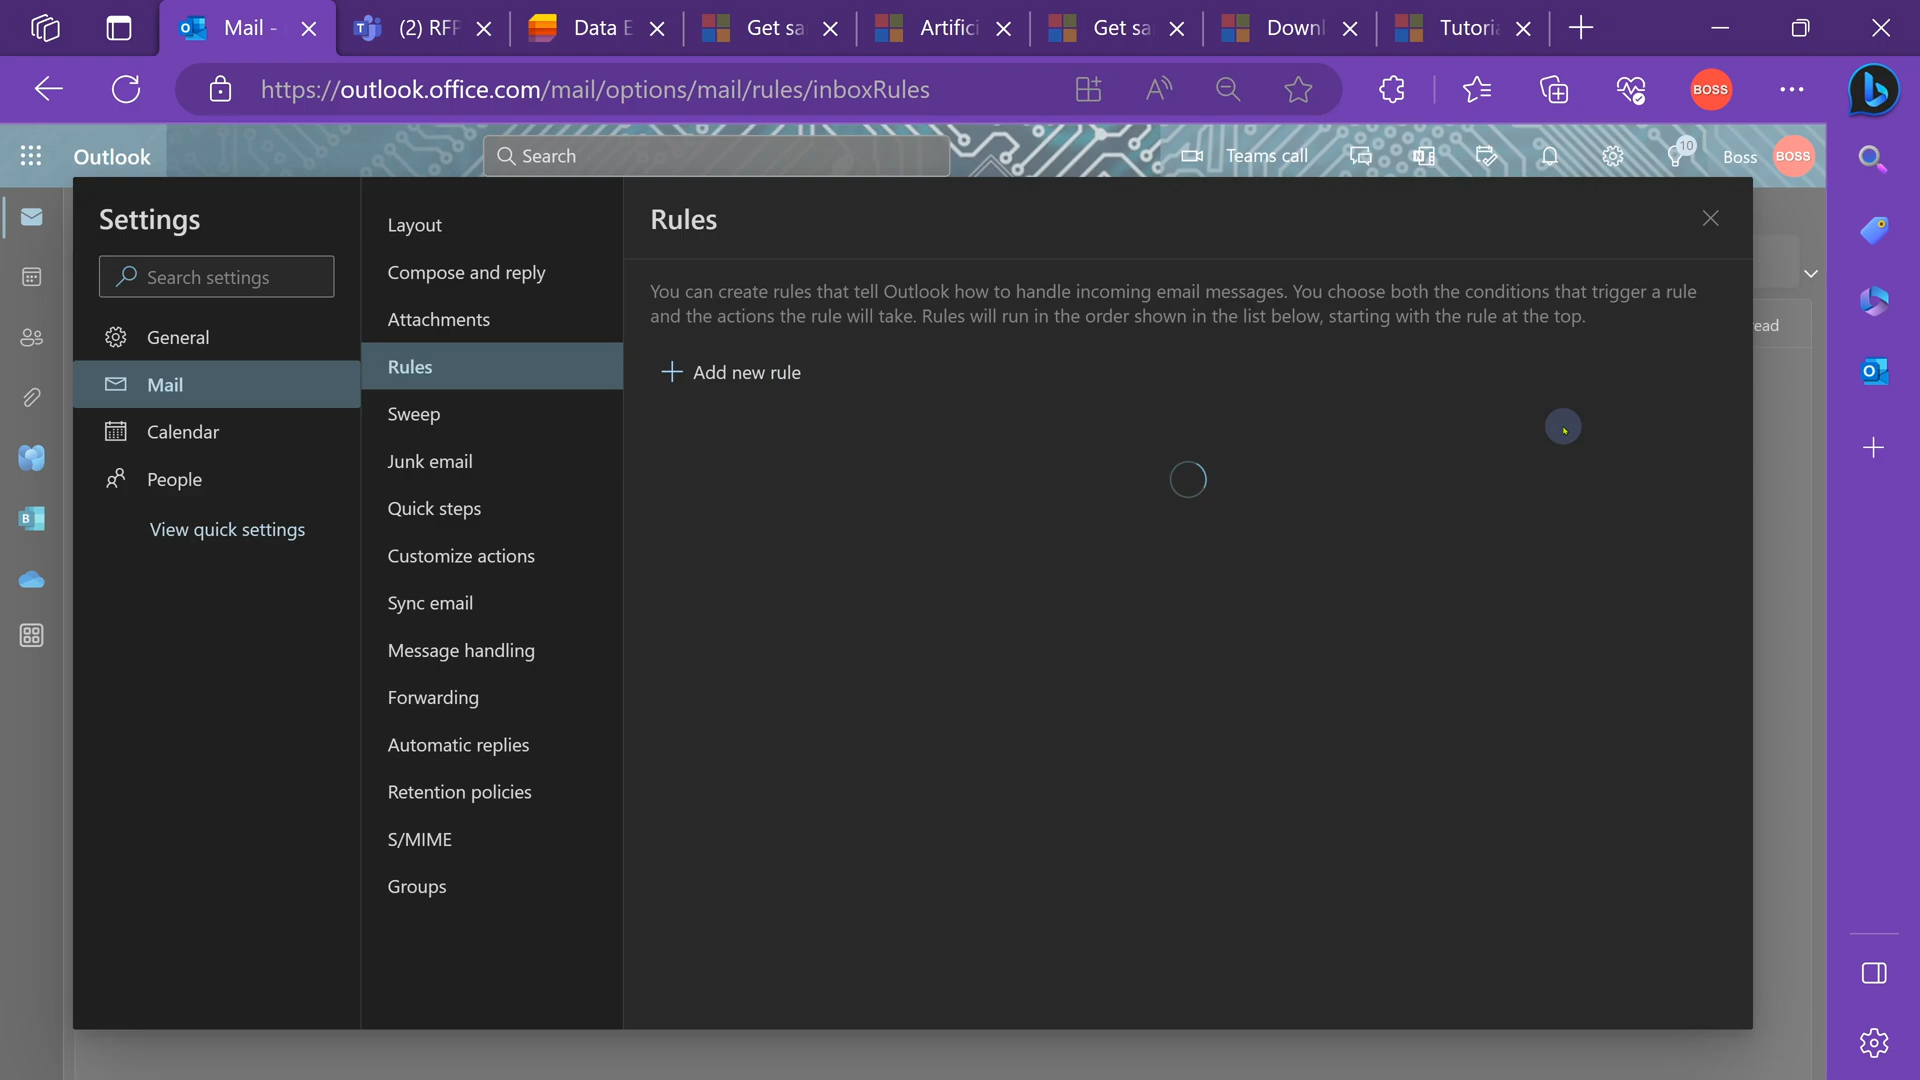 Mail -
(2) RFP
Data E
Get sa
Artifici
Get sa
Downl
Tutoria
https://outlook.office.com/mail/options/mail/rules/inboxRules
BOSS
Outlook
Search
Teams call
10
Boss
BOSS
Settings
Search settings
General
Mail
Calendar
People
View quick settings
Layout
Compose and reply
Attachments
Rules
Sweep
Junk email
Quick steps
Customize actions
Sync email
Message handling
Forwarding
Automatic replies
Retention policies
S/MIME
Groups
Rules
You can create rules that tell Outlook how to handle incoming email messages. You choose both the conditions that trigger a rule
and the actions the rule will take. Rules will run in the order shown in the list below, starting with the rule at the top.
Add new rule
ead